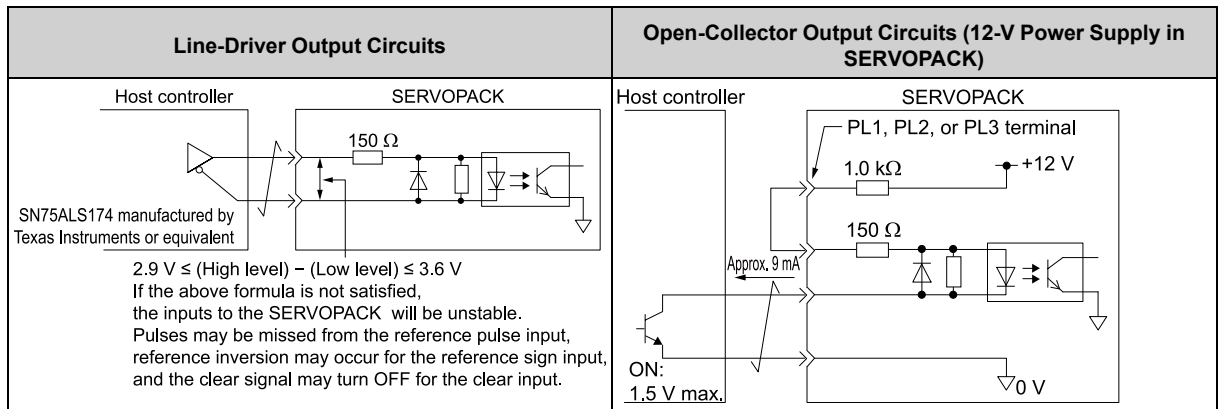 Line-Driver Output Circuits
Open-Collector Output Circuits (12-V Power Supply in
SERVOPACK)
Host controller
SERVOPACK
150 Ω
SN75ALS174 manufactured by
Texas Instruments or equivalent
2.9 V ≤ (High level) − (Low level) ≤ 3.6 V
If the above formula is not satisfied,
the inputs to the SERVOPACK will be unstable.
Pulses may be missed from the reference pulse input,
reference inversion may occur for the reference sign input,
and the clear signal may turn OFF for the clear input.
Host controller
SERVOPACK
PL1, PL2, or PL3 terminal
1.0 kΩ
+12 V
150 Ω
Approx. 9 mA
ON:
1.5 V max.
0 V